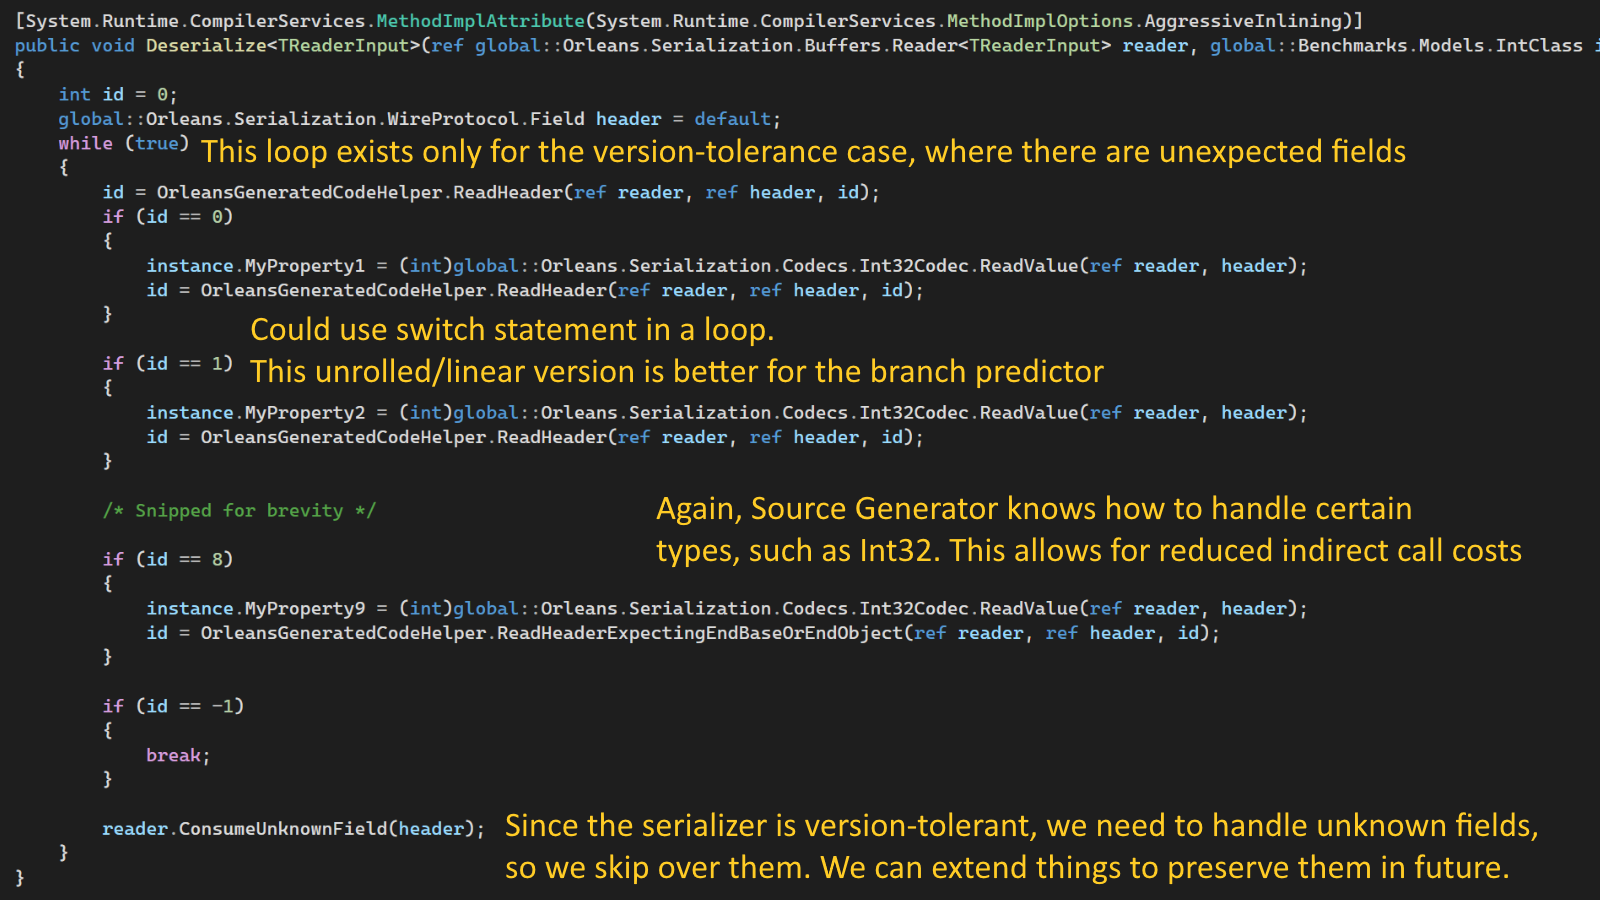 [System.Runtime.CompilerServices.MethodImplAttribute(System.Runtime.CompilerServices.MethodImplOptions.AggressiveInlining)]
public void Deserialize<TReaderInput>(ref global::Orleans.Serialization.Buffers.Reader<TReaderInput> reader, global::Benchmarks.Models.IntClass i
{
    int id = 0;
    global::Orleans.Serialization.WireProtocol.Field header = default;
    while (true) This loop exists only for the version-tolerance case, where there are unexpected fields
    {
        id = OrleansGeneratedCodeHelper.ReadHeader(ref reader, ref header, id);
        if (id == 0)
        {
            instance.MyProperty1 = (int)global::Orleans.Serialization.Codecs.Int32Codec.ReadValue(ref reader, header);
            id = OrleansGeneratedCodeHelper.ReadHeader(ref reader, ref header, id);
        }
Could use switch statement in a loop.
        if (id == 1) This unrolled/linear version is better for the branch predictor
        {
            instance.MyProperty2 = (int)global::Orleans.Serialization.Codecs.Int32Codec.ReadValue(ref reader, header);
            id = OrleansGeneratedCodeHelper.ReadHeader(ref reader, ref header, id);
        }
        /* Snipped for brevity */ Again, Source Generator knows how to handle certain
types, such as Int32. This allows for reduced indirect call costs
        if (id == 8)
        {
            instance.MyProperty9 = (int)global::Orleans.Serialization.Codecs.Int32Codec.ReadValue(ref reader, header);
            id = OrleansGeneratedCodeHelper.ReadHeaderExpectingEndBaseOrEndObject(ref reader, ref header, id);
        }
        if (id == -1)
        {
            break;
        }
        reader.ConsumeUnknownField(header); Since the serializer is version-tolerant, we need to handle unknown fields,
    } so we skip over them. We can extend things to preserve them in future.
}